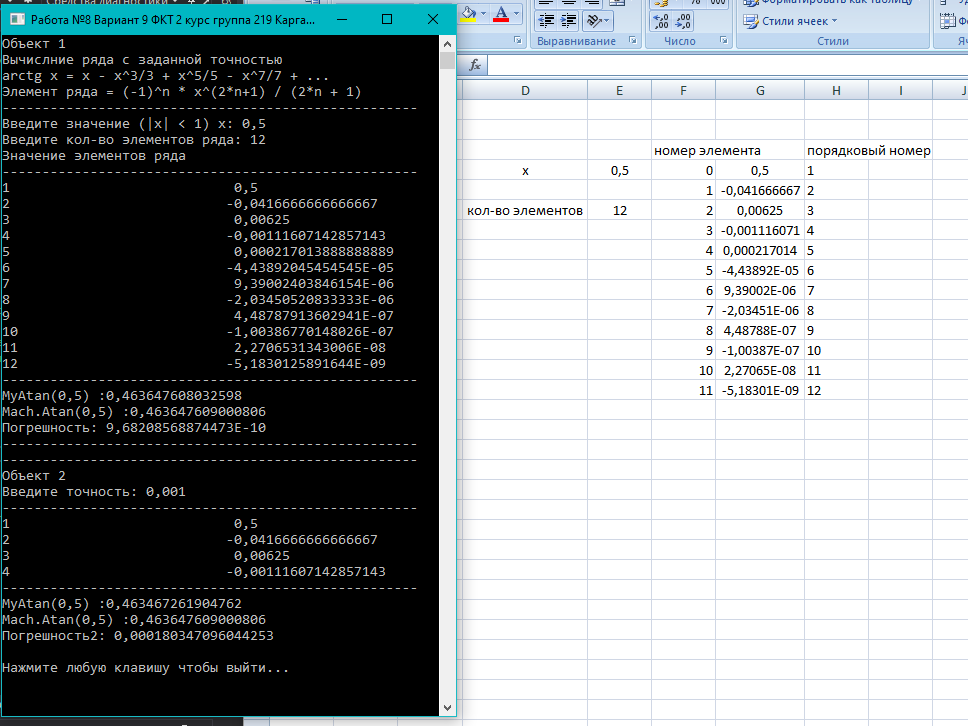 Средства диагностики
Форматировать как таблицу
Работа №8 Вариант 9 ФКТ 2 курс группа 219 Карга...
% 000
Стили ячеек
Выравнивание
Число
Стили
Объект 1
Вычислние ряда с заданной точностью
arctg x = x - x^3/3 + x^5/5 - x^7/7 + ...
Элемент ряда = (-1)^n * x^(2*n+1) / (2*n + 1)
----------------------------------------------------
Введите значение (|x| < 1) x: 0,5
Введите кол-во элементов ряда: 12
Значение элементов ряда
----------------------------------------------------
1 0,5
2 -0,0416666666666667
3 0,00625
4 -0,00111607142857143
5 0,000217013888888889
6 -4,43892045454545E-05
7 9,39002403846154E-06
8 -2,03450520833333E-06
9 4,48787913602941E-07
10 -1,00386770148026E-07
11 2,2706531343006E-08
12 -5,1830125891644E-09
----------------------------------------------------
MyAtan(0,5) :0,463647608032598
Mach.Atan(0,5) :0,463647609000806
Погрешность: 9,68208568874473E-10
----------------------------------------------------
----------------------------------------------------
Объект 2
Введите точность: 0,001
----------------------------------------------------
1 0,5
2 -0,0416666666666667
3 0,00625
4 -0,00111607142857143
----------------------------------------------------
MyAtan(0,5) :0,463467261904762
Mach.Atan(0,5) :0,463647609000806
Погрешность2: 0,000180347096044253
Нажмите любую клавишу чтобы выйти...
fx
D E F G H I J
номер элемента порядковый номер
x 0,5 0 0,5 1
1 -0,041666667 2
кол-во элементов 12 2 0,00625 3
3 -0,001116071 4
4 0,000217014 5
5 -4,43892E-05 6
6 9,39002E-06 7
7 -2,03451E-06 8
8 4,48788E-07 9
9 -1,00387E-07 10
10 2,27065E-08 11
11 -5,18301E-09 12